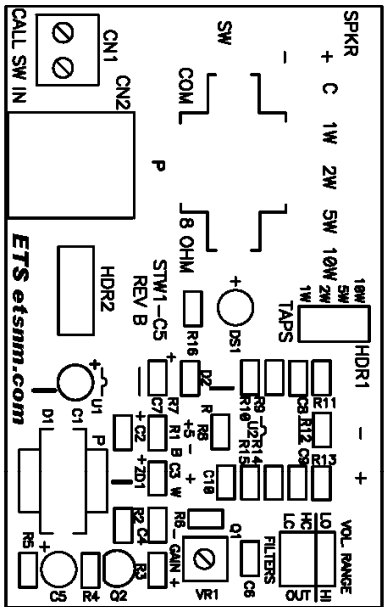 CALL SW IN
CN1
CN2
SW
COM
SPKR
-
+
C
1W
2W
5W
10W
P
8 OHM
ETS etsnm.com
HDR2
STW1-C5
REV B
R16
+
DS1
1W
2W
5W
10W
TAPS
HDR1
+
U1
C7
R7
+
D2
R10
R9
C8
R11
D1
C1
P
C2
+
R1
B
+5
-
R
R8
U2
R14
R15
R12
-
ZD1
+
C3
W
+
C10
C9
R13
+
R2
C4
R6
-
GAIN
+
Q1
VR1
C6
FILTERS
LC
HC
LO
OUT
HI
VOL RANGE
R5
+
C5
R4
Q2
R3